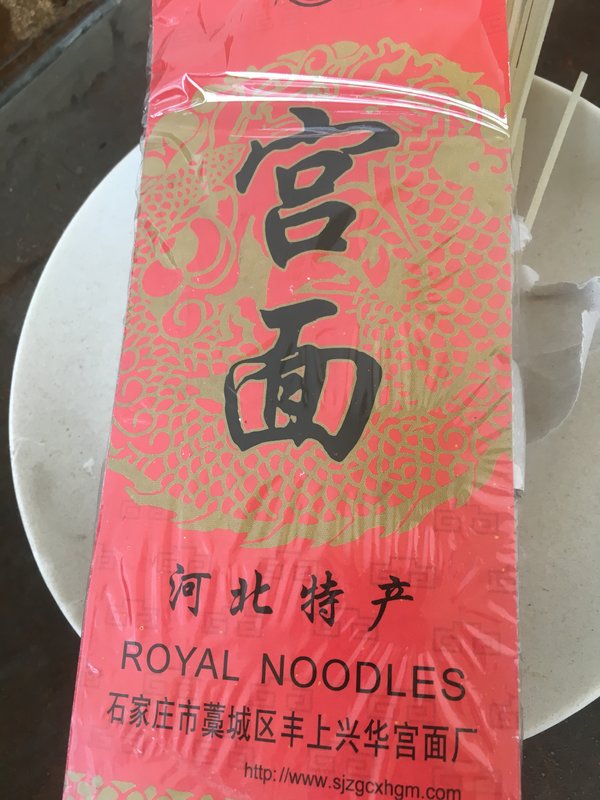 宫
面
河北特产
ROYAL NOODLES
石家庄市藁城区丰上兴华宫面厂
http://www.sjzgcxhgm.com